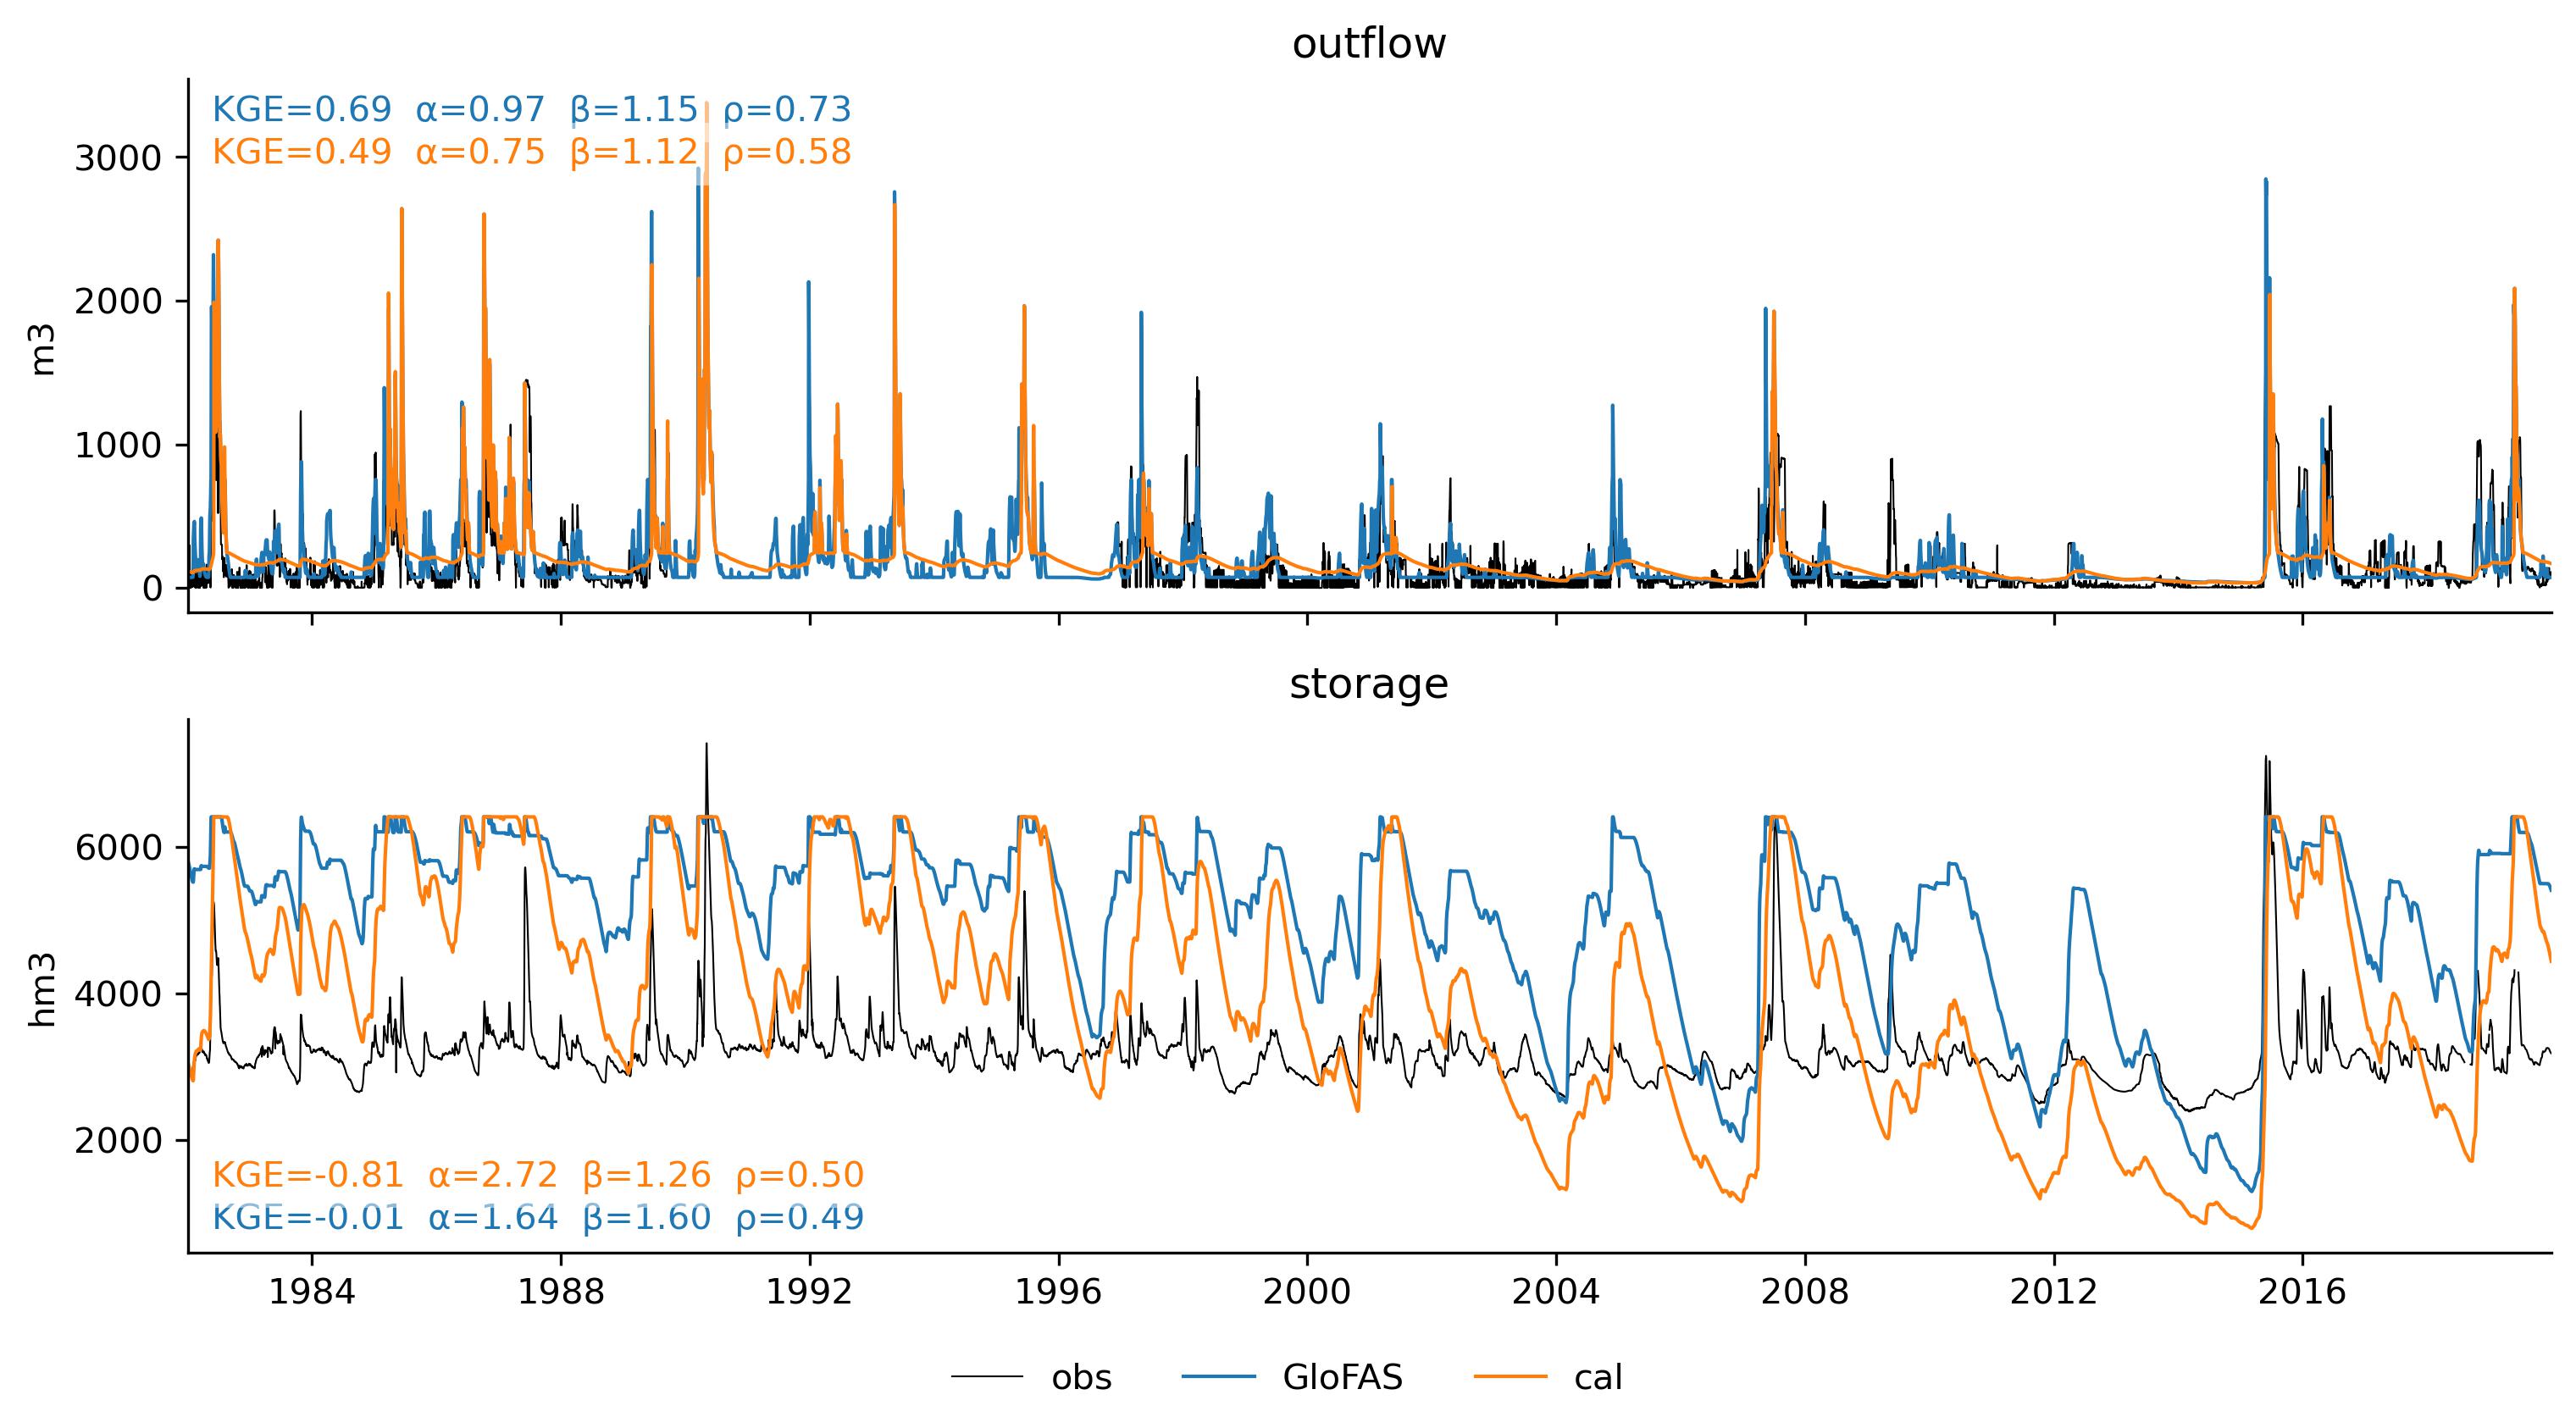 outflow
KGE=0.69 α=0.97 β=1.15 ρ=0.73
KGE=0.49 α=0.75 β=1.12 ρ=0.58
3000
2000
1000
0
m3
storage
6000
4000
2000
hm3
KGE=-0.81 α=2.72 β=1.26 ρ=0.50
KGE=-0.01 α=1.64 β=1.60 ρ=0.49
1984 1988 1992 1996 2000 2004 2008 2012 2016
obs GloFAS cal